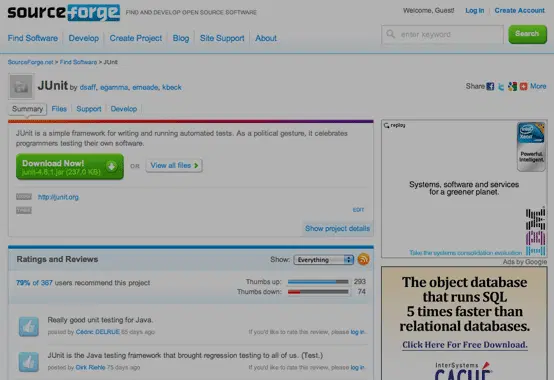 sourceforge FIND AND DEVELOP OPEN SOURCE SOFTWARE
Welcome, Guest! Log In Create Account
Find Software Develop Create Project Blog Site Support About
enter keyword Search
SourceForge.net > Find Software > JUnit
JUnit by dsaff, egamma, emeade, kbeck
Share More
Summary Files Support Develop
JUnit is a simple framework for writing and running automated tests. As a political gesture, it celebrates
programmers testing their own software.
Download Now!
junit-4.8.1.jar (237.0 KB)
OR View all files >
http://junit.org
EDIT
Show project details
replay
intel
Xeon
Powerful.
Intelligent.
Systems, software and services
for a greener planet.
Take the systems consolidation evaluation
Ads by Google
Ratings and Reviews Show: Everything
79% of 367 users recommend this project
Thumbs up: 293
Thumbs down: 74
Really good unit testing for Java.
posted by Cédric DELRUE 65 days ago If you'd like to rate this review, please log in.
JUnit is the Java testing framework that brought regression testing to all of us. (Test.)
posted by Dirk Riehle 75 days ago If you'd like to rate this review, please log in.
The object database
that runs SQL
5 times faster than
relational databases.
Click Here For Free Download.
InterSystems
CACHÉ